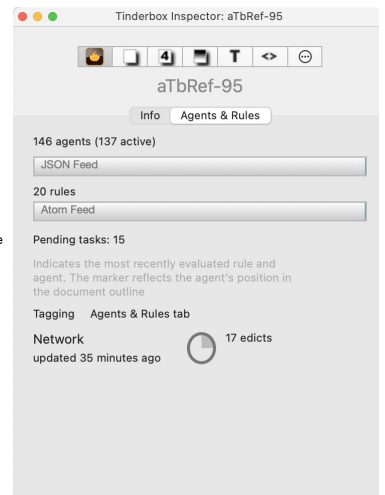 Tinderbox Inspector: aTbRef-95
4 T <>
aTbRef-95
Info Agents & Rules
146 agents (137 active)
JSON Feed
20 rules
Atom Feed
e
Pending tasks: 15
Indicates the most recently evaluated rule and
agent. The marker reflects the agent's position in
the document outline
Tagging Agents & Rules tab
Network 17 edicts
updated 35 minutes ago